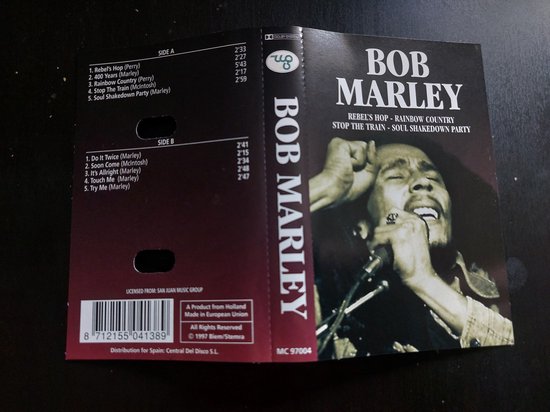 SIDE A
1. Rebel's Hop (Perry) 2'33
2. 400 Years (Marley) 2'27
3. Rainbow Country (Perry) 5'43
4. Stop The Train (McIntosh) 2'17
5. Soul Shakedown Party (Marley) 2'59
SIDE B
1. Do It Twice (Marley) 2'41
2. Soon Come (McIntosh) 2'15
3. It's Allright (Marley) 2'34
4. Touch Me (Marley) 2'48
5. Try Me (Marley) 2'47
LICENSED FROM: SAN JUAN MUSIC GROUP
8 712155 041389
A Product from Holland
Made in European Union
All Rights Reserved
© 1997 Biem/Stemra
Distribution for Spain: Central Del Disco S.L.
BOB MARLEY
MC 97004
BOB
MARLEY
REBEL'S HOP - RAINBOW COUNTRY
STOP THE TRAIN - SOUL SHAKEDOWN PARTY